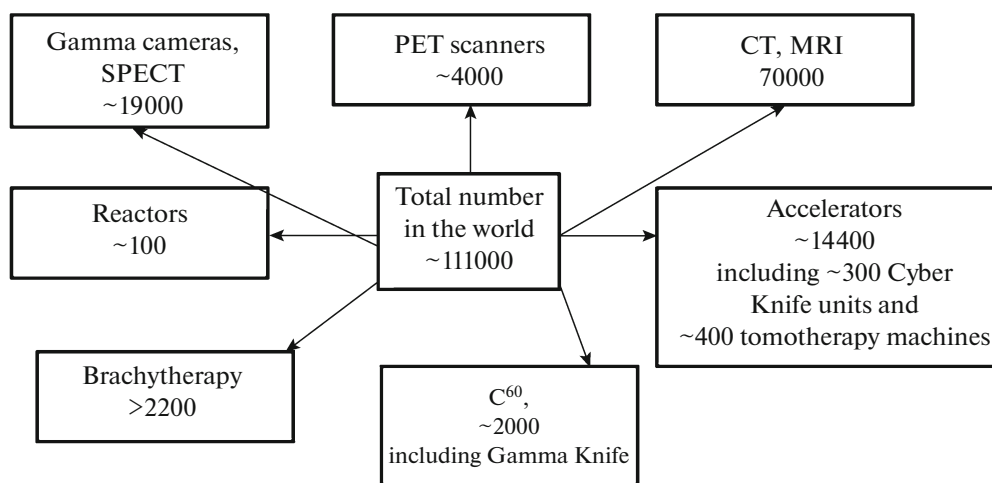 Gamma cameras,
SPECT
~19000
PET scanners
~4000
CT, MRI
70000
Reactors
~100
Total number
in the world
~111000
Accelerators
~14400
including ~300 Cyber
Knife units and
~400 tomotherapy machines
Brachytherapy
>2200
C⁶⁰,
~2000
including Gamma Knife